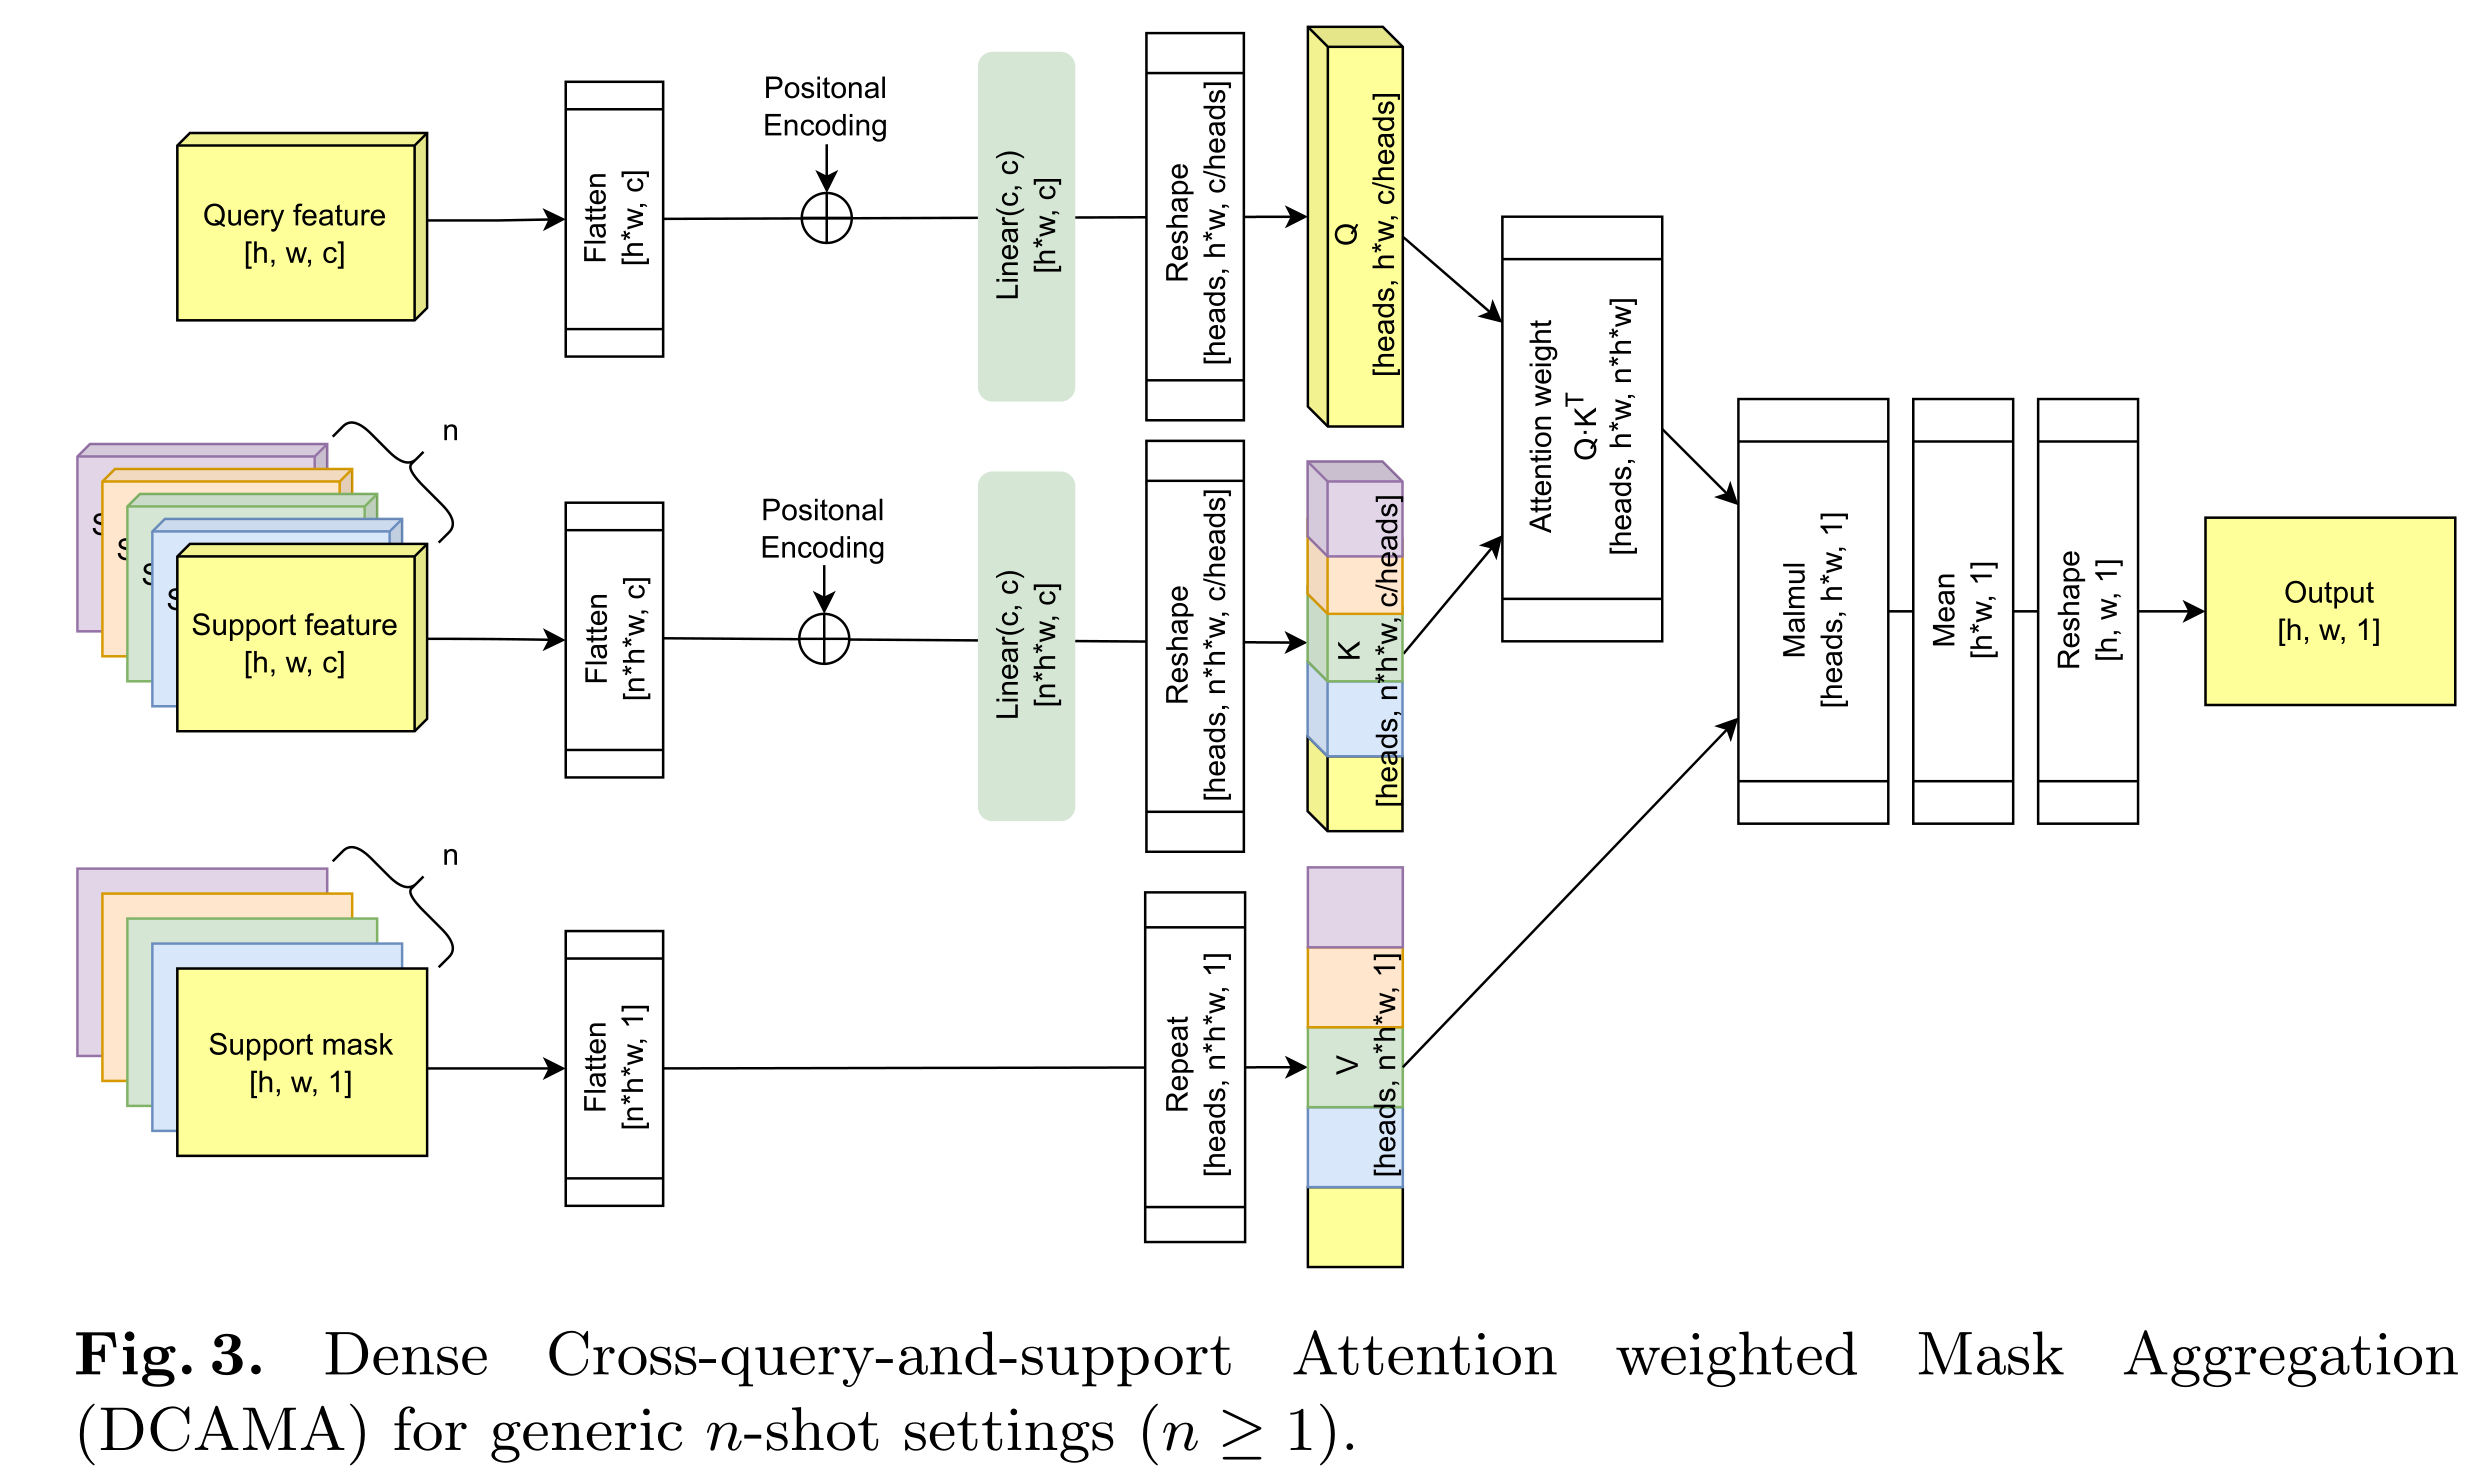 Query feature
[h, w, c]
Flatten
[h*w, c]
Positonal
Encoding
Linear(c, c)
[h*w, c]
Reshape
[heads, h*w, c/heads]
Q
[heads, h*w, c/heads]
n
S
S
S
S
Support feature
[h, w, c]
Flatten
[n*h*w, c]
Positonal
Encoding
Linear(c, c)
[n*h*w, c]
Reshape
[heads, n*h*w, c/heads]
K
[heads, n*h*w, c/heads]
Attention weight
Q·K^T
[heads, h*w, n*h*w]
n
Support mask
[h, w, 1]
Flatten
[n*h*w, 1]
Repeat
[heads, n*h*w, 1]
V
[heads, n*h*w, 1]
Malmul
[heads, h*w, 1]
Mean
[h*w, 1]
Reshape
[h, w, 1]
Output
[h, w, 1]
Fig. 3. Dense Cross-query-and-support Attention weighted Mask Aggregation
(DCAMA) for generic n-shot settings (n ≥ 1).